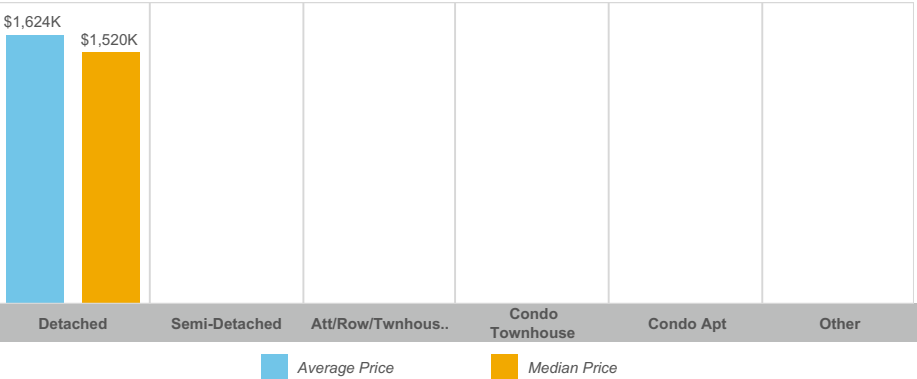 $1,624K
$1,520K
Detached
Semi-Detached
Att/Row/Twnhous..
Condo
Townhouse
Condo Apt
Other
Average Price
Median Price